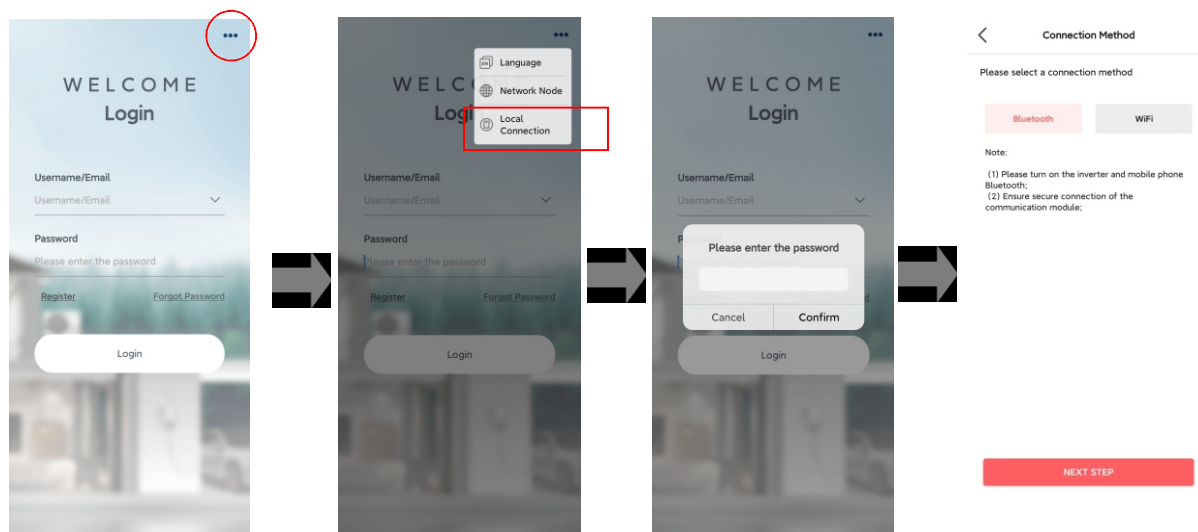 WELCOME
Login
Username/Email
Username/Email
Password
Please enter the password
Register Forgot Password
Login
WELC
Logi
EN Language
Network Node
Local
Connection
Username/Email
Username/Email
Password
Please enter the password
Register Forgot Password
Login
WELCOME
Login
Username/Email
Username/Email
P
Please enter the password
Cancel Confirm
d
Login
Connection Method
Please select a connection method
Bluetooth WiFi
Note:
(1) Please turn on the inverter and mobile phone
Bluetooth;
(2) Ensure secure connection of the
communication module;
NEXT STEP